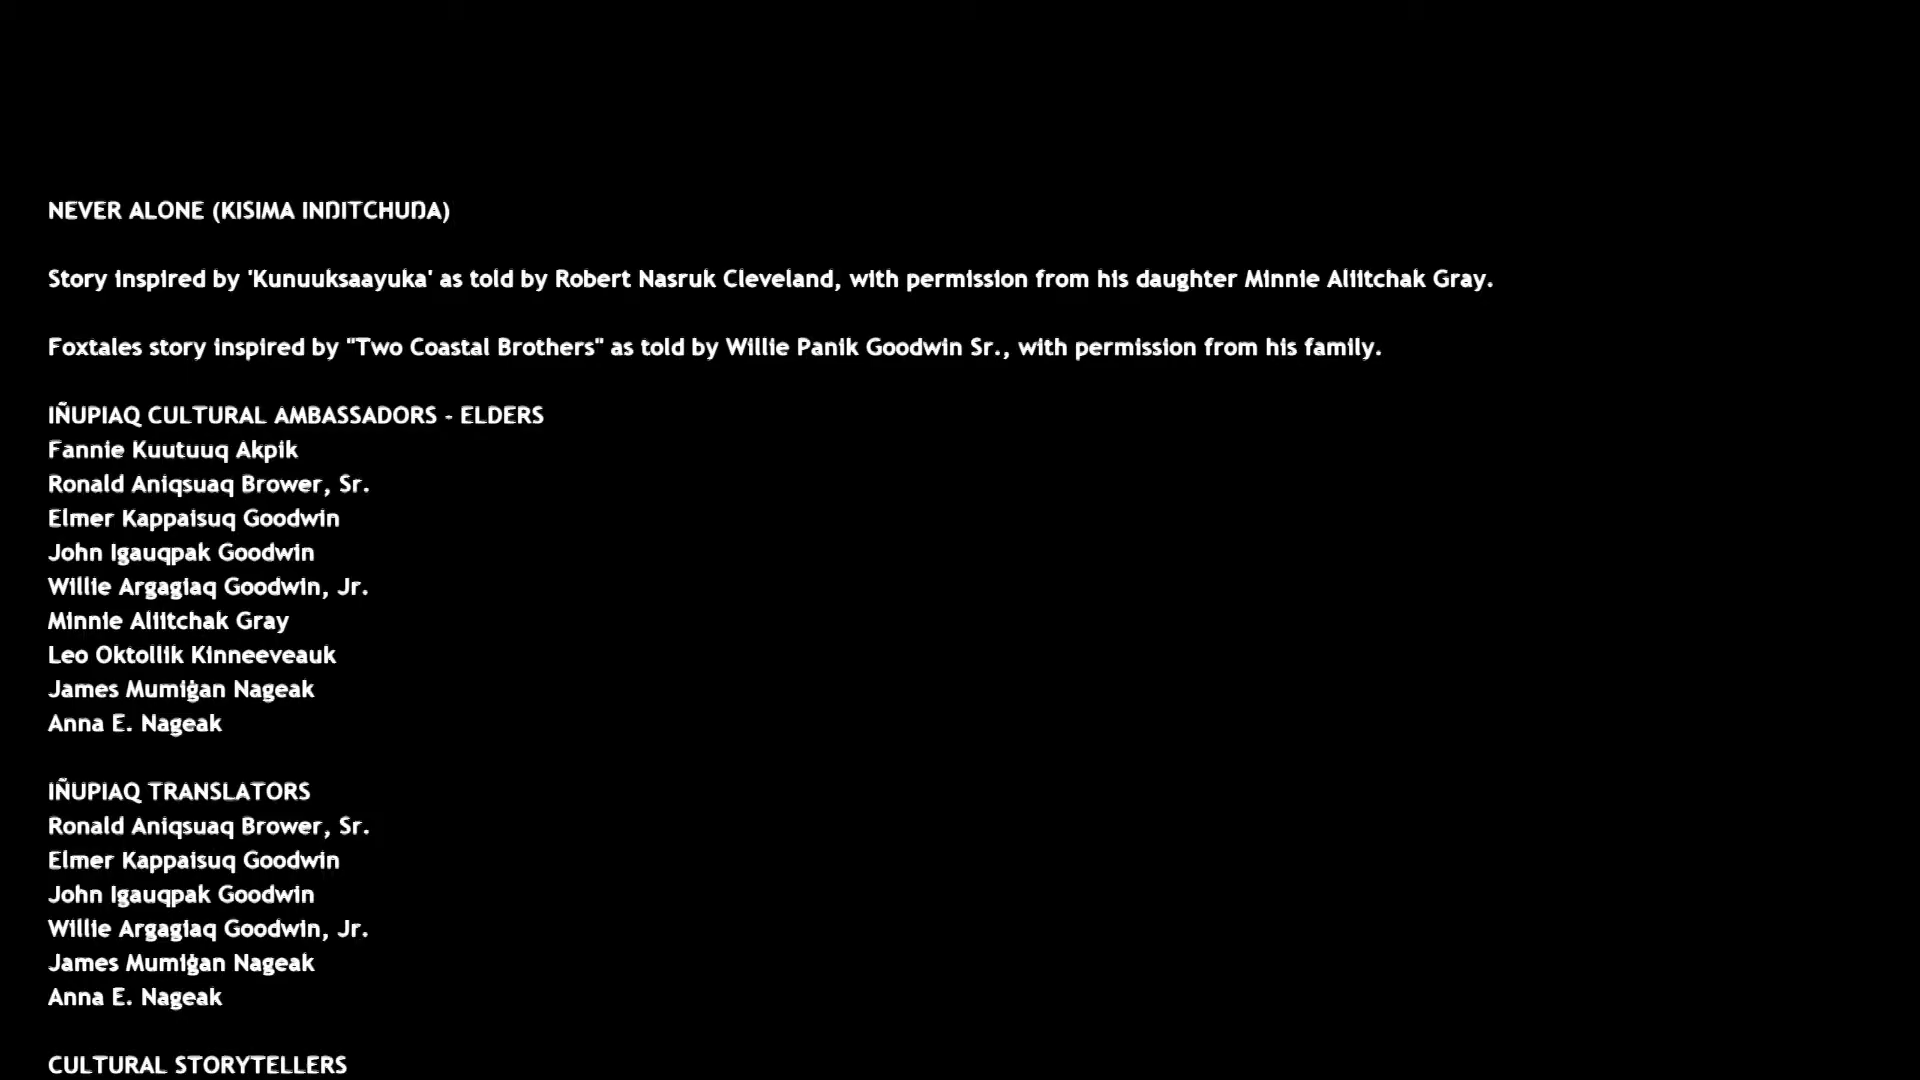 NEVER ALONE (KISIMA INŊITCHUŊA)
Story inspired by 'Kunuuksaayuka' as told by Robert Nasruk Cleveland, with permission from his daughter Minnie Aliitchak Gray.
Foxtales story inspired by "Two Coastal Brothers" as told by Willie Panik Goodwin Sr., with permission from his family.
IÑUPIAQ CULTURAL AMBASSADORS - ELDERS
Fannie Kuutuuq Akpik
Ronald Aniqsuaq Brower, Sr.
Elmer Kappaisuq Goodwin
John Igauqpak Goodwin
Willie Argagiaq Goodwin, Jr.
Minnie Aliitchak Gray
Leo Oktollik Kinneeveauk
James Mumiġan Nageak
Anna E. Nageak
IÑUPIAQ TRANSLATORS
Ronald Aniqsuaq Brower, Sr.
Elmer Kappaisuq Goodwin
John Igauqpak Goodwin
Willie Argagiaq Goodwin, Jr.
James Mumiġan Nageak
Anna E. Nageak
CULTURAL STORYTELLERS